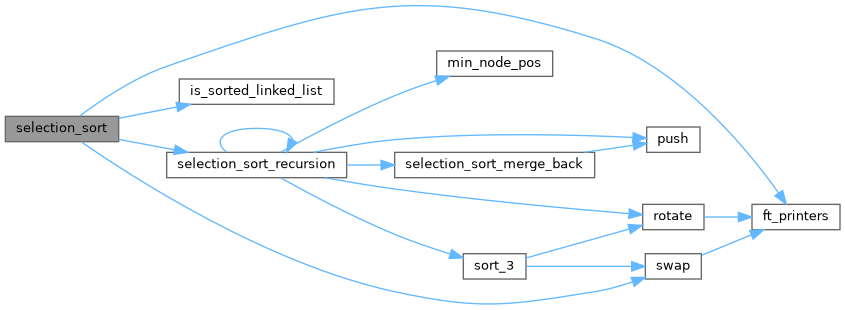 min_node_pos
is_sorted_linked_list
selection_sort
push
selection_sort_recursion
selection_sort_merge_back
rotate
ft_printers
sort_3
swap